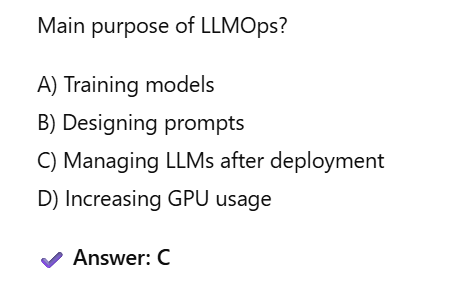 Main purpose of LLMOps?
A) Training models
B) Designing prompts
C) Managing LLMs after deployment
D) Increasing GPU usage
✔ Answer: C